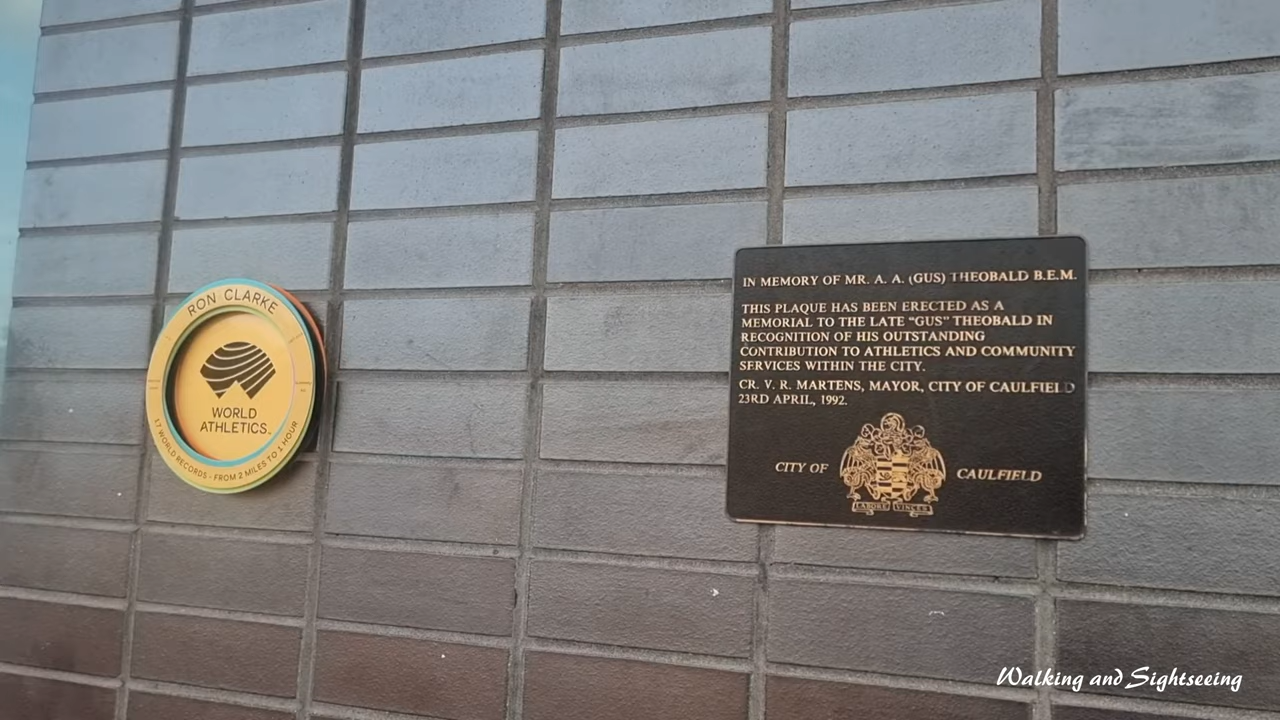 RON CLARKE
WORLD
ATHLETICS
17 WORLD RECORDS - FROM 2 MILES TO 1 HOUR
IN MEMORY OF MR. A. A. (GUS) THEOBALD B.E.M.
THIS PLAQUE HAS BEEN ERECTED AS A
MEMORIAL TO THE LATE "GUS" THEOBALD IN
RECOGNITION OF HIS OUTSTANDING
CONTRIBUTION TO ATHLETICS AND COMMUNITY
SERVICES WITHIN THE CITY.
CR. V. R. MARTENS, MAYOR, CITY OF CAULFIELD
23RD APRIL, 1992.
CITY OF CAULFIELD
LABORE VINCES
Walking and Sightseeing